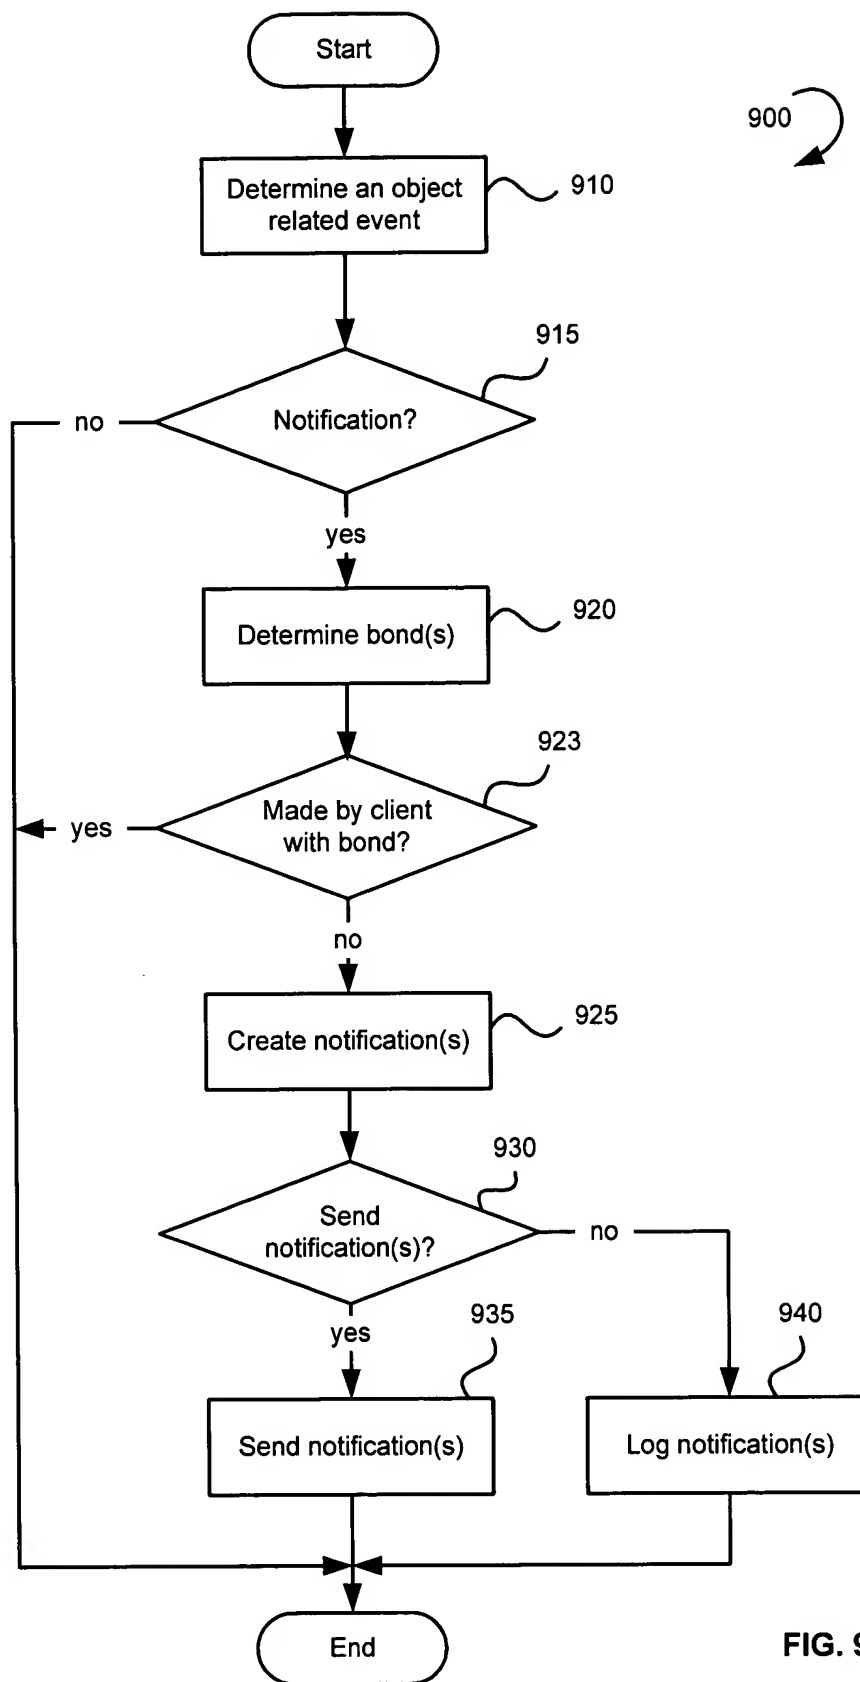 Start
900
Determine an object
related event
910
915
Notification?
no
yes
Determine bond(s)
920
923
Made by client
with bond?
yes
no
Create notification(s)
925
930
Send
notification(s)?
no
yes
935
940
Send notification(s)
Log notification(s)
End
FIG. 9